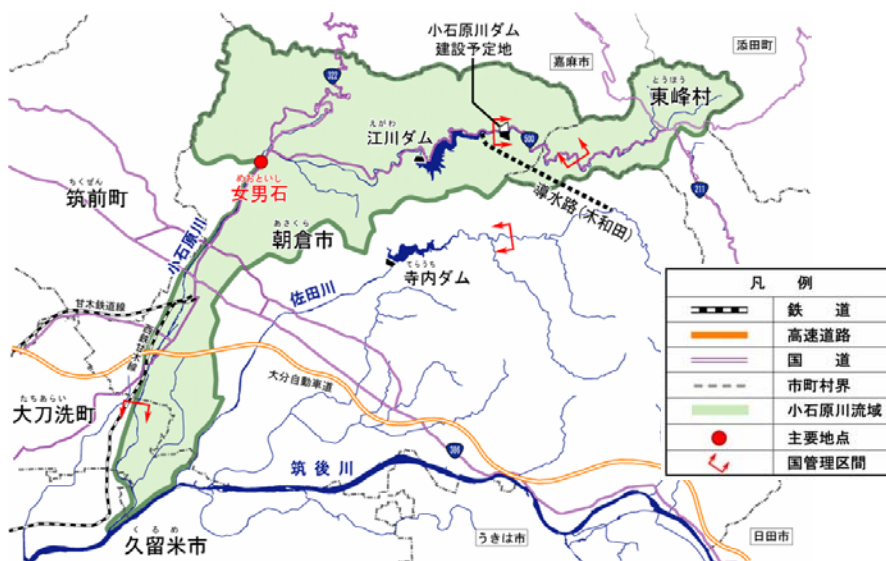 小石原川ダム
建設予定地
添田町
嘉麻市
とうほう
東峰村
322
えがわ
江川ダム
500
めおといし
女男石
211
ちくぜん
筑前町
導水路(木和田)
あさくら
朝倉市
小石原川
てらうち
寺内ダム
佐田川
甘木鉄道線
西鉄甘木線
大分自動車道
たちあらい
大刀洗町
386
筑後川
くるめ
久留米市
うきは市
日田市
凡 例
鉄 道
高速道路
国 道
市町村界
小石原川流域
主要地点
国管理区間